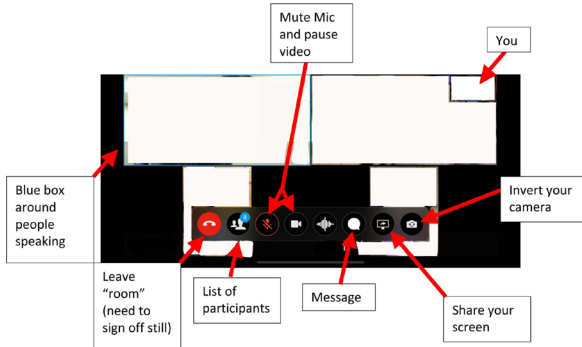 Mute Mic
and pause
video
You
Blue box
around
people
speaking
Invert your
camera
Leave
“room”
(need to
sign off still)
List of
participants
Message
Share your
screen